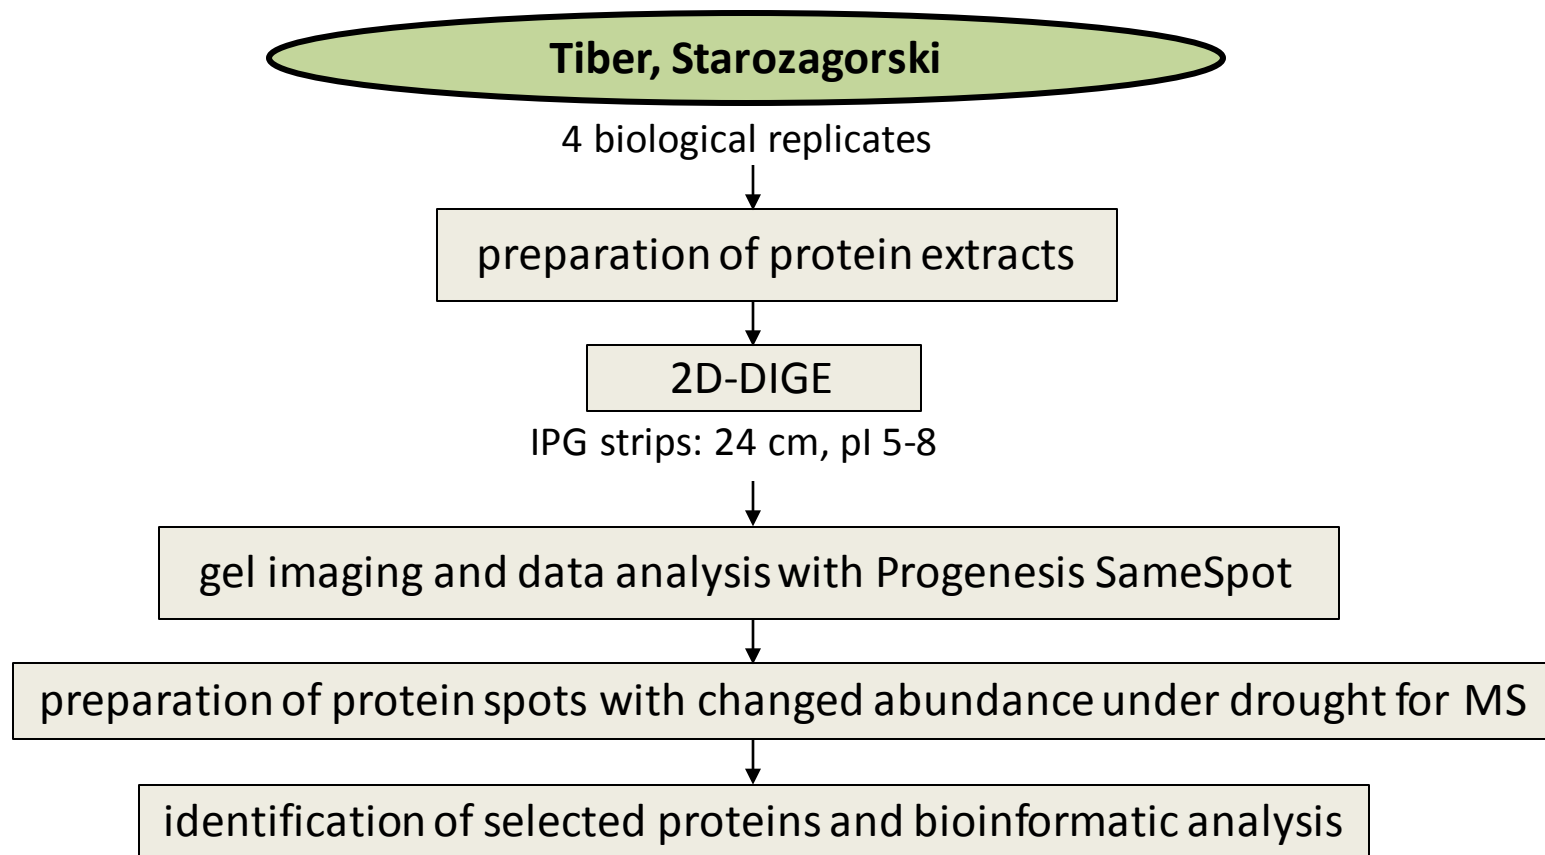 Tiber, Starozagorski
4 biological replicates
preparation of protein extracts
2D-DIGE
IPG strips: 24 cm, pI 5-8
gel imaging and data analysis with Progenesis SameSpot
preparation of protein spots with changed abundance under drought for MS
identification of selected proteins and bioinformatic analysis